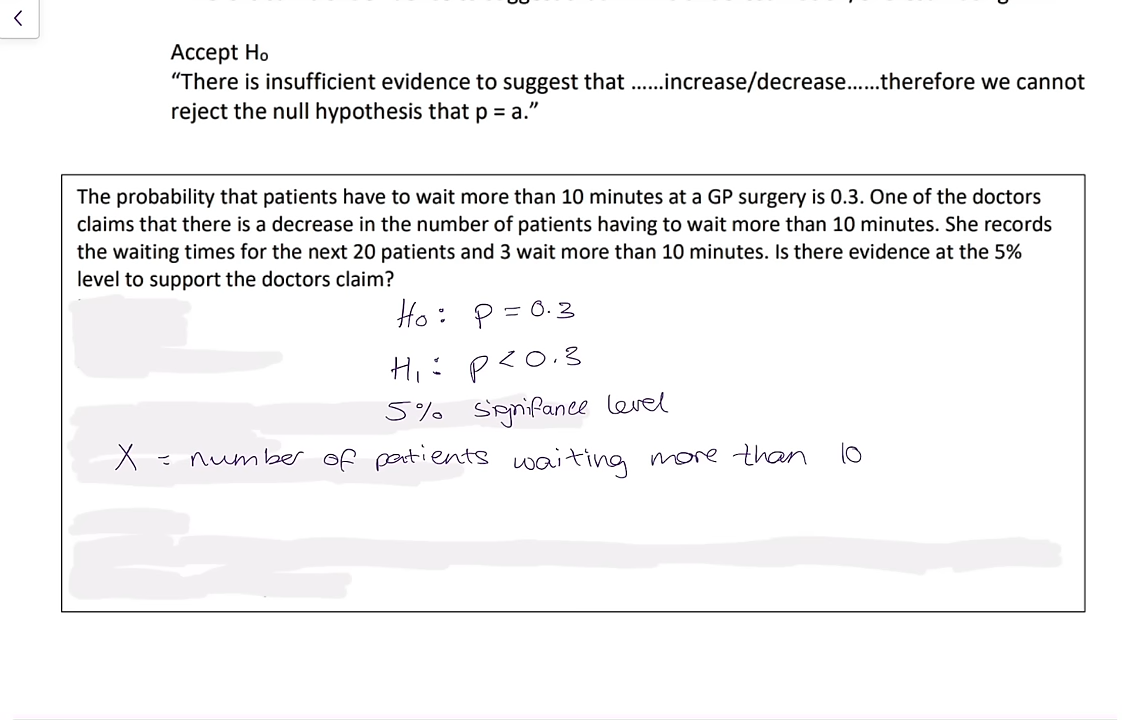 Accept H₀
“There is insufficient evidence to suggest that ......increase/decrease......therefore we cannot
reject the null hypothesis that p = a.”
The probability that patients have to wait more than 10 minutes at a GP surgery is 0.3. One of the doctors
claims that there is a decrease in the number of patients having to wait more than 10 minutes. She records
the waiting times for the next 20 patients and 3 wait more than 10 minutes. Is there evidence at the 5%
level to support the doctors claim?
H₀ : p = 0.3
H₁ : p < 0.3
5% signifance level
X = number of patients waiting more than 10